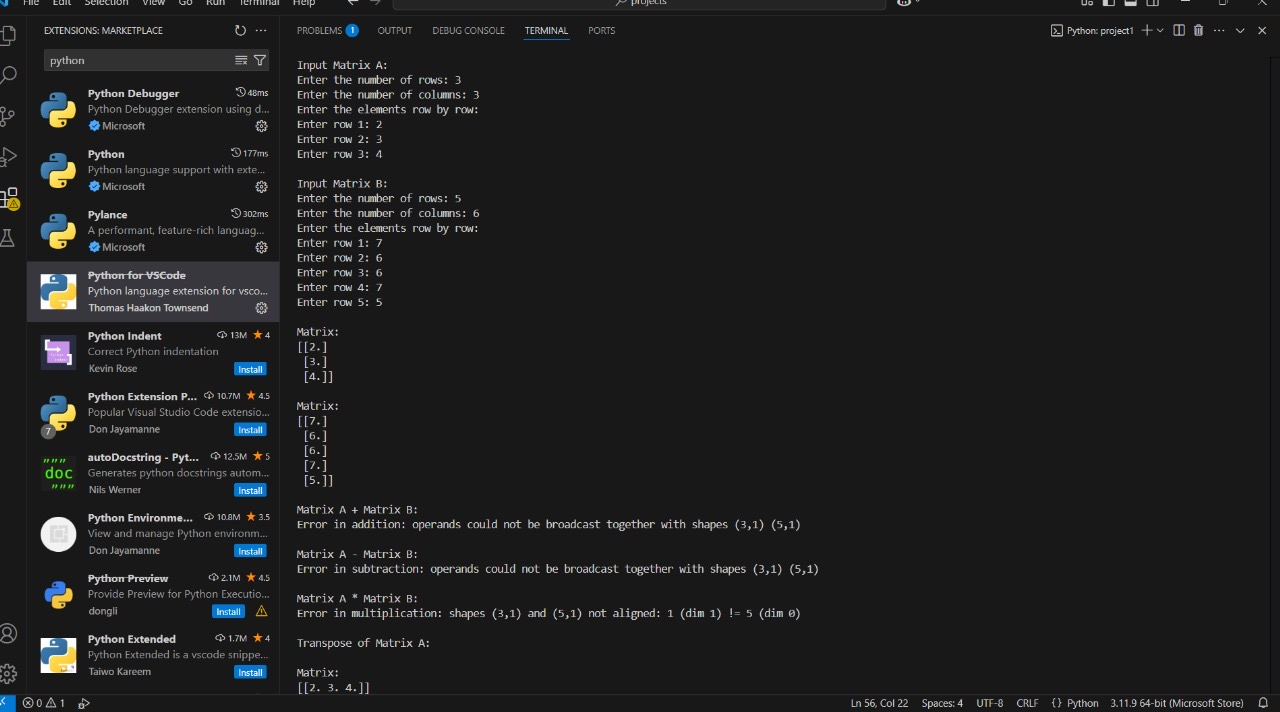 File Edit Selection View Go Run Terminal Help
projects
EXTENSIONS: MARKETPLACE
python
Python Debugger 48ms
Python Debugger extension using d...
Microsoft
Python 177ms
Python language support with exte...
Microsoft
Pylance 302ms
A performant, feature-rich languag...
Microsoft
Python for VSCode
Python language extension for vsco...
Thomas Haakon Townsend
Python Indent 13M 4
Correct Python indentation
Kevin Rose Install
Python Extension P... 10.7M 4.5
Popular Visual Studio Code extensio...
7 Don Jayamanne Install
autoDocstring - Pyt... 12.5M 5
Generates python docstrings autom...
Nils Werner Install
""" doc """
Python Environme... 10.8M 3.5
View and manage Python environm...
Don Jayamanne Install
Python Preview 2.1M 4.5
Provide Preview for Python Executio...
dongli Install
Python Extended 1.7M 4
Python Extended is a vscode snippe...
Taiwo Kareem Install
PROBLEMS 1 OUTPUT DEBUG CONSOLE TERMINAL PORTS
Python: project1
Input Matrix A:
Enter the number of rows: 3
Enter the number of columns: 3
Enter the elements row by row:
Enter row 1: 2
Enter row 2: 3
Enter row 3: 4
Input Matrix B:
Enter the number of rows: 5
Enter the number of columns: 6
Enter the elements row by row:
Enter row 1: 7
Enter row 2: 6
Enter row 3: 6
Enter row 4: 7
Enter row 5: 5
Matrix:
[[2.]
[3.]
[4.]]
Matrix:
[[7.]
[6.]
[6.]
[7.]
[5.]]
Matrix A + Matrix B:
Error in addition: operands could not be broadcast together with shapes (3,1) (5,1)
Matrix A - Matrix B:
Error in subtraction: operands could not be broadcast together with shapes (3,1) (5,1)
Matrix A * Matrix B:
Error in multiplication: shapes (3,1) and (5,1) not aligned: 1 (dim 1) != 5 (dim 0)
Transpose of Matrix A:
Matrix:
[[2. 3. 4.]]
0 1
Ln 56, Col 22 Spaces: 4 UTF-8 CRLF {} Python 3.11.9 64-bit (Microsoft Store)